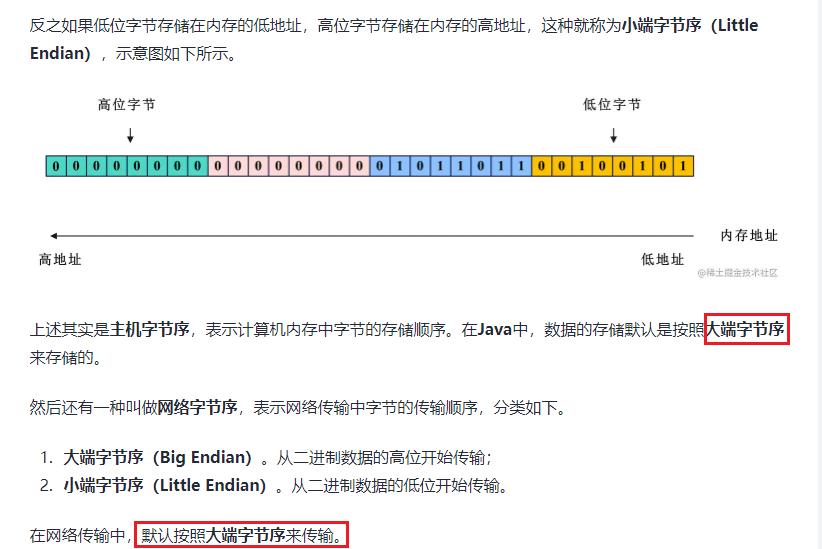 反之如果低位字节存储在内存的低地址，高位字节存储在内存的高地址，这种就称为小端字节序（Little
Endian），示意图如下所示。
高位字节 低位字节
0 0 0 0 0 0 0 0 0 0 0 0 0 0 0 0 0 1 0 1 1 0 1 1 0 0 1 0 0 1 0 1
内存地址
高地址 低地址
@稀土掘金技术社区
上述其实是主机字节序，表示计算机内存中字节的存储顺序。在Java中，数据的存储默认是按照大端字节序
来存储的。
然后还有一种叫做网络字节序，表示网络传输中字节的传输顺序，分类如下。
1. 大端字节序（Big Endian）。从二进制数据的高位开始传输；
2. 小端字节序（Little Endian）。从二进制数据的低位开始传输。
在网络传输中，默认按照大端字节序来传输。